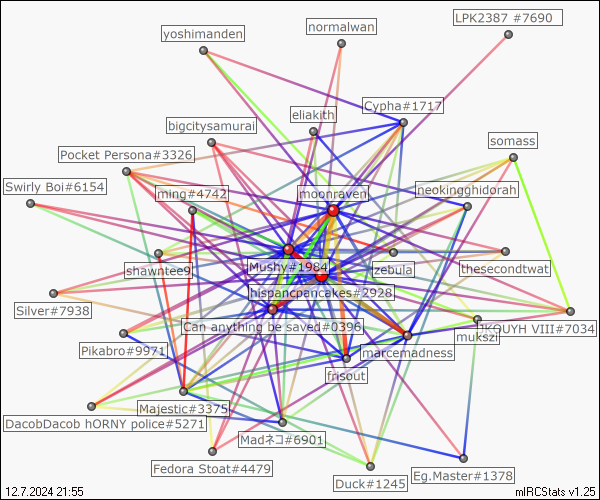 LPK2387 #7690
normalwan
yoshimanden
Cypha#1717
eliakith
bigcitysamurai
somass
Pocket Persona#3326
Swirly Boi#6154
ming#4742
moonraven
neokingghidorah
shawntee9
Mushy#1984
zebula
thesecondtwat
hispancpancakes#2928
Silver#7938
Can anything be saved#0396
KOUYH VIII#7034
mukszi
Pikabro#9971
marcemadness
frisout
Majestic#3375
DacobDacob hORNY police#5271
Madネコ#6901
Fedora Stoat#4479
Duck#1245
Eg.Master#1378
12.7.2024 21:55
mIRCStats v1.25